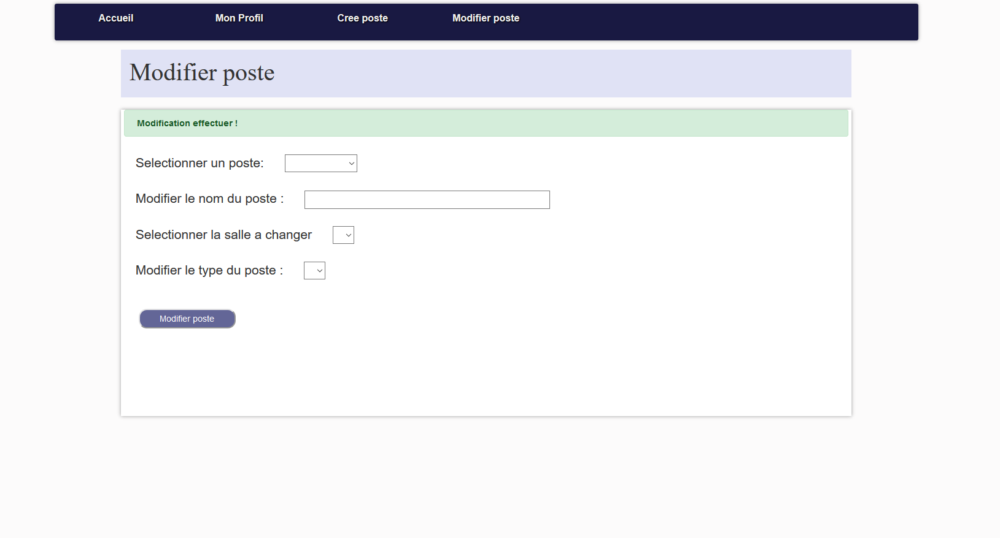 Accueil Mon Profil Cree poste Modifier poste
Modifier poste
Modification effectuer !
Selectionner un poste:
Modifier le nom du poste :
Selectionner la salle a changer
Modifier le type du poste :
Modifier poste